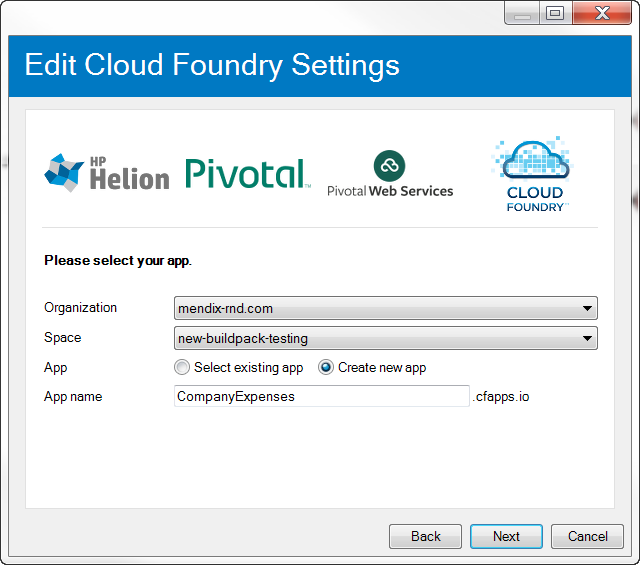 Edit Cloud Foundry Settings
HP
Helion
Pivotal™
Pivotal Web Services
CLOUD
FOUNDRY™
Please select your app.
Organization mendix-rnd.com
Space new-buildpack-testing
App Select existing app Create new app
App name CompanyExpenses .cfapps.io
Back Next Cancel